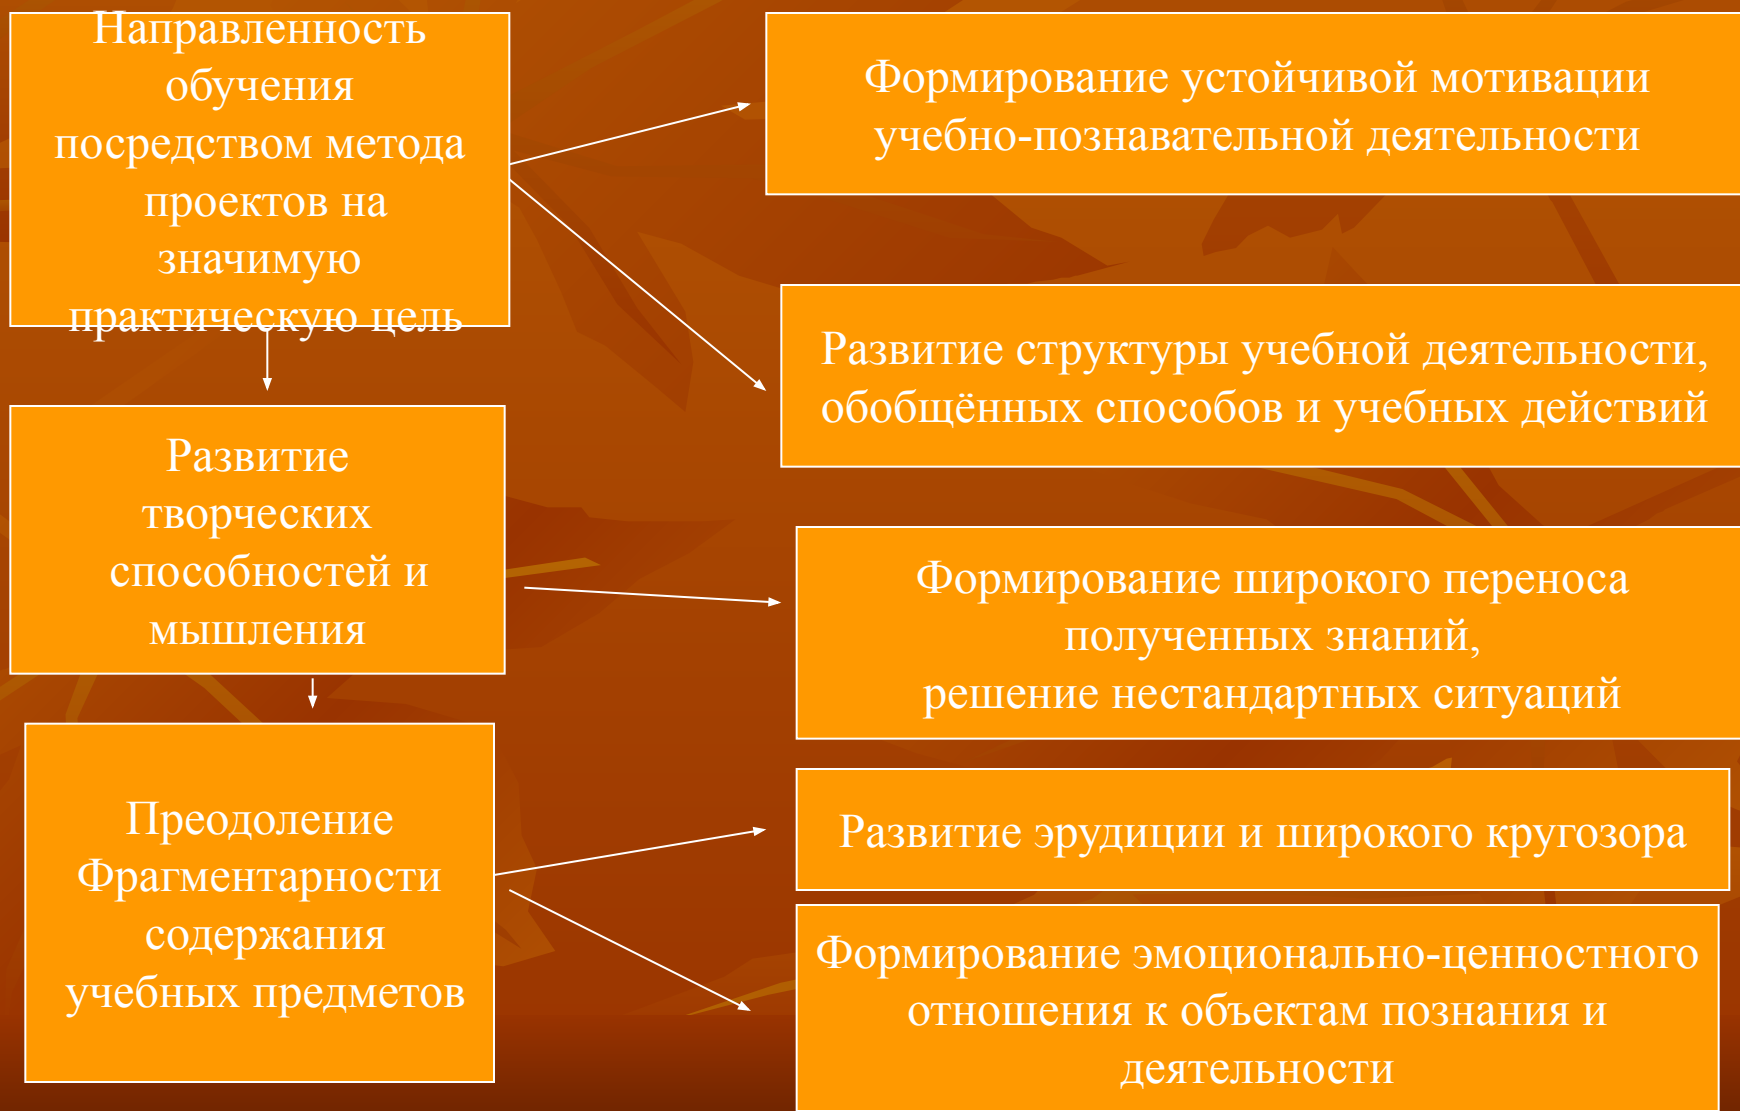 Направленность
обучения
посредством метода
проектов на
значимую
практическую цель
Формирование устойчивой мотивации
учебно-познавательной деятельности
Развитие структуры учебной деятельности,
обобщённых способов и учебных действий
Развитие
творческих
способностей и
мышления
Формирование широкого переноса
полученных знаний,
решение нестандартных ситуаций
Преодоление
Фрагментарности
содержания
учебных предметов
Развитие эрудиции и широкого кругозора
Формирование эмоционально-ценностного
отношения к объектам познания и
деятельности